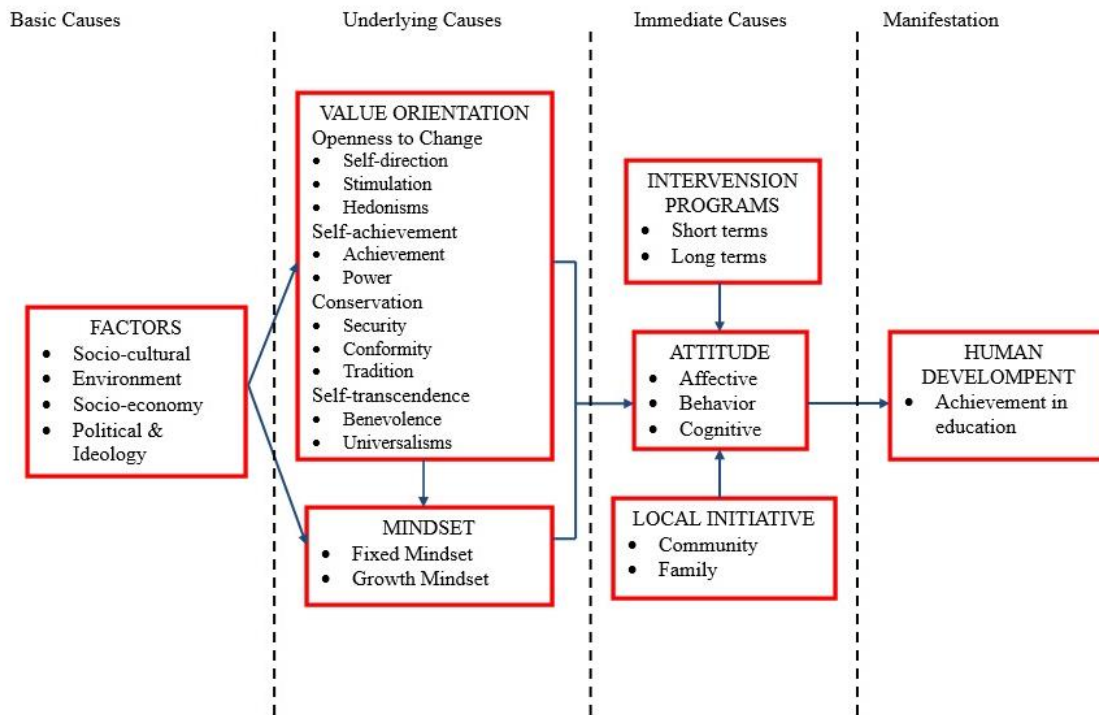 Basic Causes
Underlying Causes
Immediate Causes
Manifestation
FACTORS
• Socio-cultural
• Environment
• Socio-economy
• Political &
Ideology
VALUE ORIENTATION
Openness to Change
• Self-direction
• Stimulation
• Hedonisms
Self-achievement
• Achievement
• Power
Conservation
• Security
• Conformity
• Tradition
Self-transcendence
• Benevolence
• Universalisms
MINDSET
• Fixed Mindset
• Growth Mindset
INTERVENSION
PROGRAMS
• Short terms
• Long terms
ATTITUDE
• Affective
• Behavior
• Cognitive
LOCAL INITIATIVE
• Community
• Family
HUMAN
DEVELOMPENT
• Achievement in
education